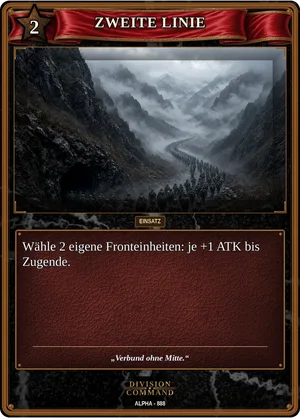 2
ZWEITE LINIE
EINSATZ
Wähle 2 eigene Fronteinheiten: je +1 ATK bis
Zugende.
„Verbund ohne Mitte.“
DIVISION
COMMAND
ALPHA - 888